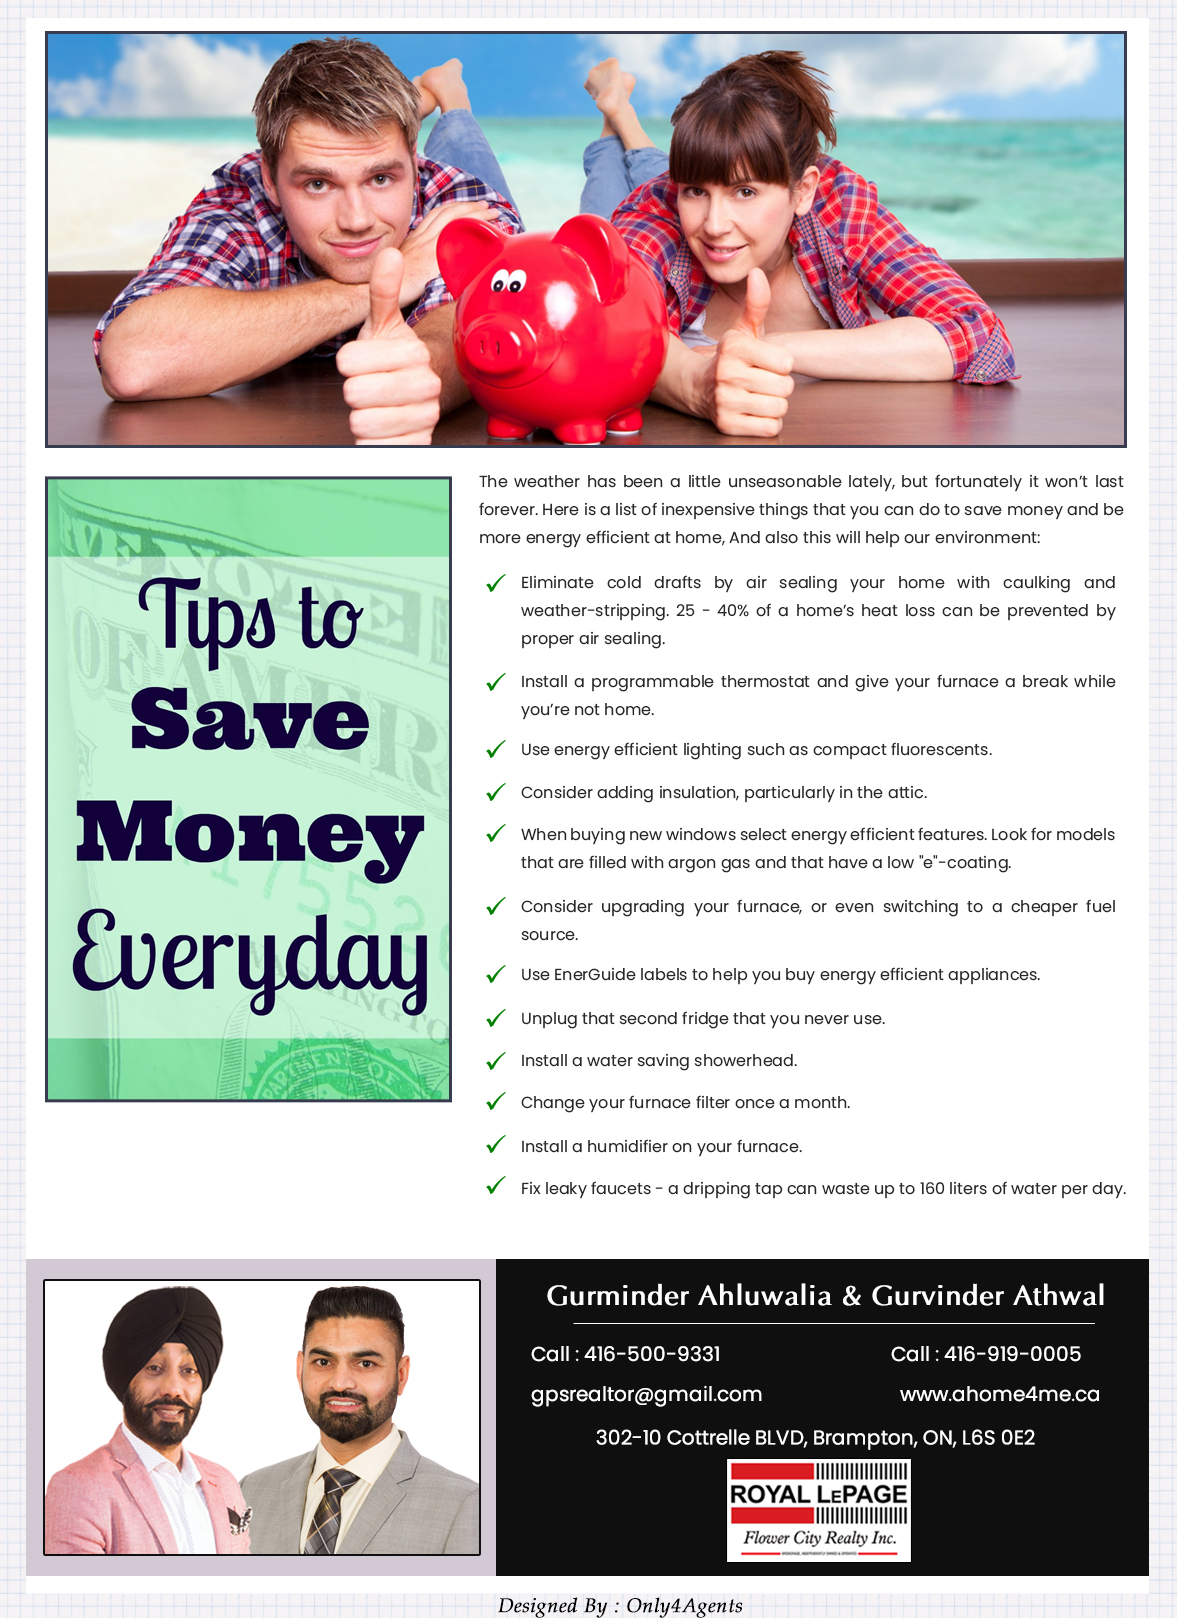 The weather has been a little unseasonable lately, but fortunately it won’t last
forever. Here is a list of inexpensive things that you can do to save money and be
more energy efficient at home, And also this will help our environment:
Tips to
Save
Money
Everyday
Eliminate cold drafts by air sealing your home with caulking and
weather-stripping. 25 - 40% of a home’s heat loss can be prevented by
proper air sealing.
Install a programmable thermostat and give your furnace a break while
you’re not home.
Use energy efficient lighting such as compact fluorescents.
Consider adding insulation, particularly in the attic.
When buying new windows select energy efficient features. Look for models
that are filled with argon gas and that have a low "e"-coating.
Consider upgrading your furnace, or even switching to a cheaper fuel
source.
Use EnerGuide labels to help you buy energy efficient appliances.
Unplug that second fridge that you never use.
Install a water saving showerhead.
Change your furnace filter once a month.
Install a humidifier on your furnace.
Fix leaky faucets - a dripping tap can waste up to 160 liters of water per day.
Gurminder Ahluwalia & Gurvinder Athwal
Call : 416-500-9331 Call : 416-919-0005
gpsrealtor@gmail.com www.ahome4me.ca
302-10 Cottrelle BLVD, Brampton, ON, L6S 0E2
ROYAL LEPAGE
Flower City Realty Inc.
BROKERAGE, INDEPENDENTLY OWNED & OPERATED
Designed By : Only4Agents